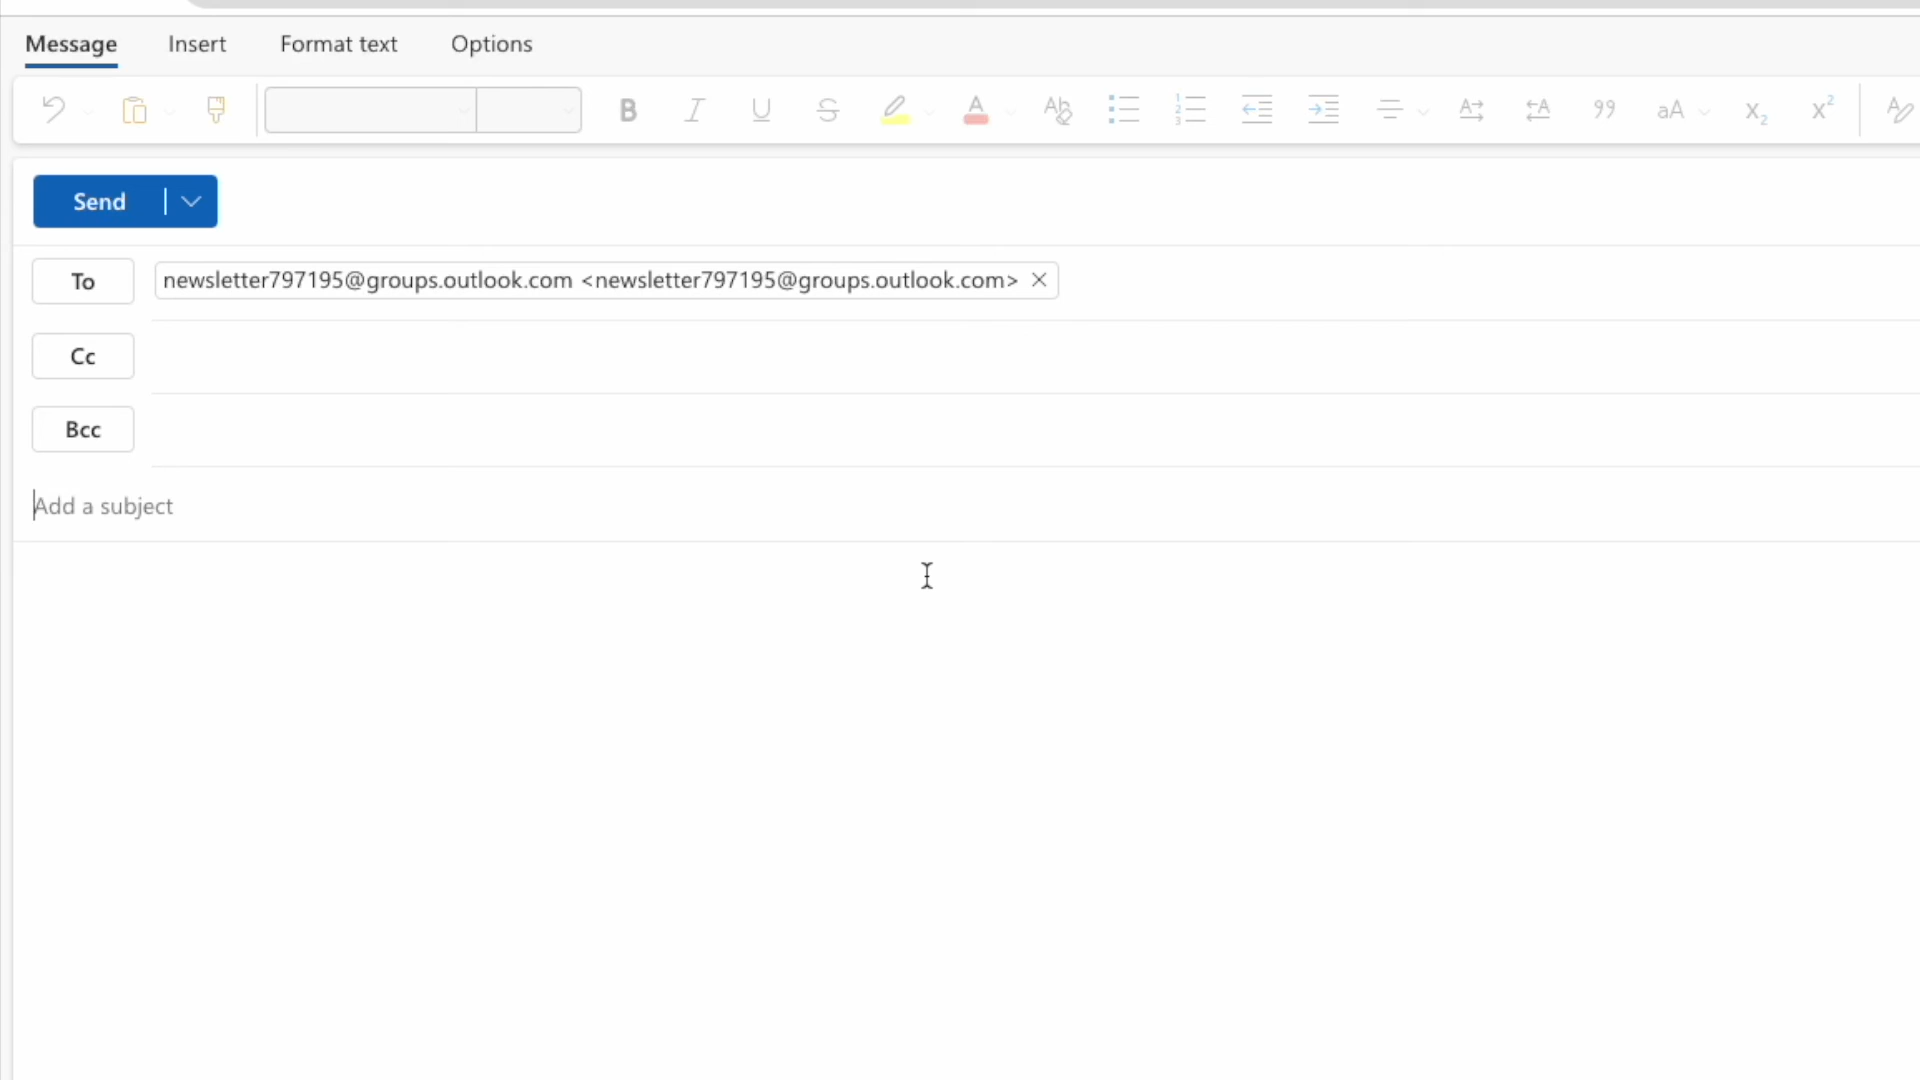 Message Insert Format text Options
Send
To newsletter797195@groups.outlook.com <newsletter797195@groups.outlook.com>
Cc
Bcc
Add a subject